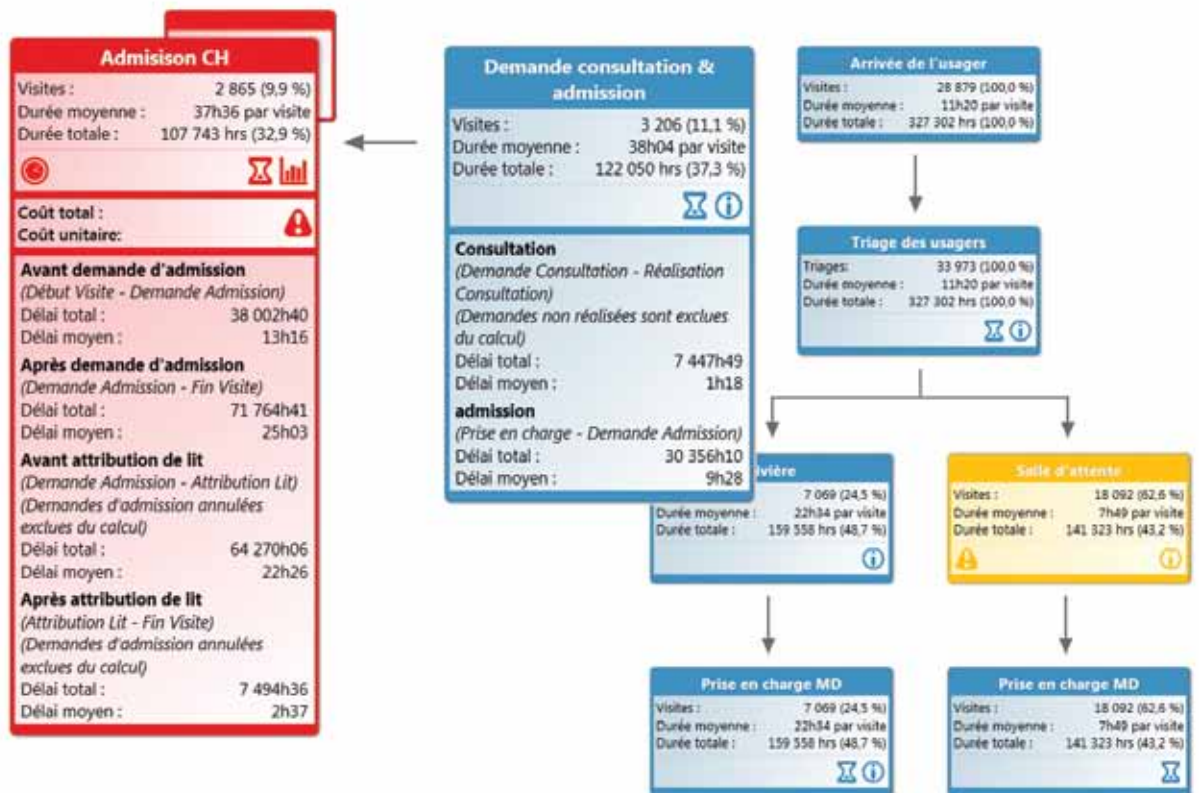 Admisison CH
Visites : 2 865 (9,9 %)
Durée moyenne : 37h36 par visite
Durée totale : 107 743 hrs (32,9 %)
Coût total :
Coût unitaire:
Avant demande d'admission
(Début Visite - Demande Admission)
Délai total : 38 002h40
Délai moyen : 13h16
Après demande d'admission
(Demande Admission - Fin Visite)
Délai total : 71 764h41
Délai moyen : 25h03
Avant attribution de lit
(Demande Admission - Attribution Lit)
(Demandes d'admission annulées
exclues du calcul)
Délai total : 64 270h06
Délai moyen : 22h26
Après attribution de lit
(Attribution Lit - Fin Visite)
(Demandes d'admission annulées
exclues du calcul)
Délai total : 7 494h36
Délai moyen : 2h37
Demande consultation &
admission
Visites : 3 206 (11,1 %)
Durée moyenne : 38h04 par visite
Durée totale : 122 050 hrs (37,3 %)
Consultation
(Demande Consultation - Réalisation
Consultation)
(Demandes non réalisées sont exclues
du calcul)
Délai total : 7 447h49
Délai moyen : 1h18
admission
(Prise en charge - Demande Admission)
Délai total : 30 356h10
Délai moyen : 9h28
Arrivée de l'usager
Visites : 28 879 (100,0 %)
Durée moyenne : 11h20 par visite
Durée totale : 327 302 hrs (100,0 %)
Triage des usagers
Triages: 33 973 (100,0 %)
Durée moyenne : 11h20 par visite
Durée totale : 327 302 hrs (100,0 %)
vière
7 069 (24,5 %)
Durée moyenne : 22h34 par visite
Durée totale : 159 558 hrs (48,7 %)
Salle d'attente
Visites : 18 092 (62,6 %)
Durée moyenne : 7h49 par visite
Durée totale : 141 323 hrs (43,2 %)
Prise en charge MD
Visites : 7 069 (24,5 %)
Durée moyenne : 22h34 par visite
Durée totale : 159 558 hrs (48,7 %)
Prise en charge MD
Visites : 18 092 (62,6 %)
Durée moyenne : 7h49 par visite
Durée totale : 141 323 hrs (43,2 %)